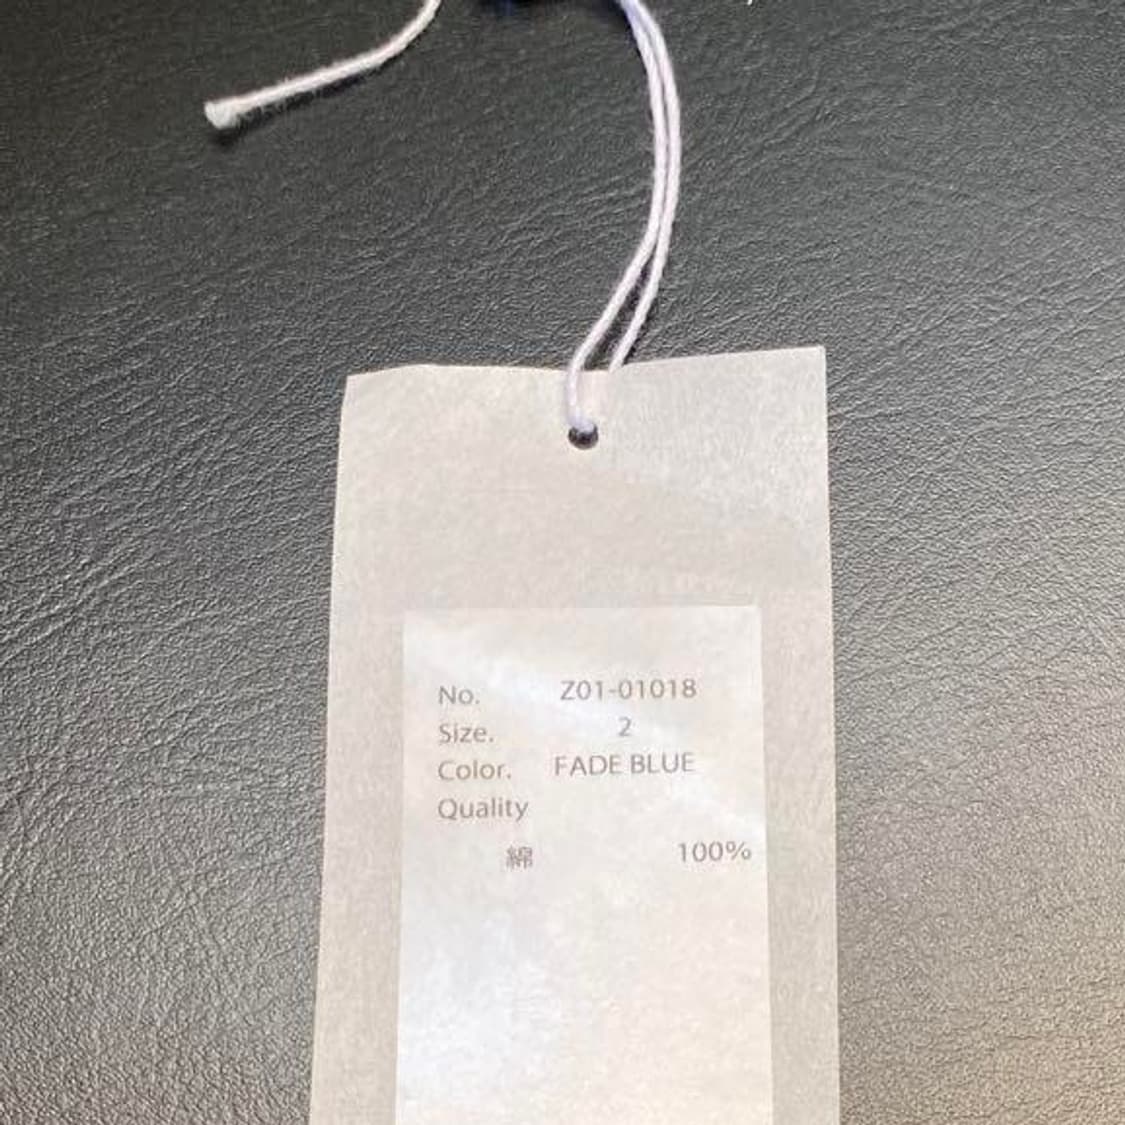 No. Z01-01018
Size. 2
Color. FADE BLUE
Quality
綿 100%